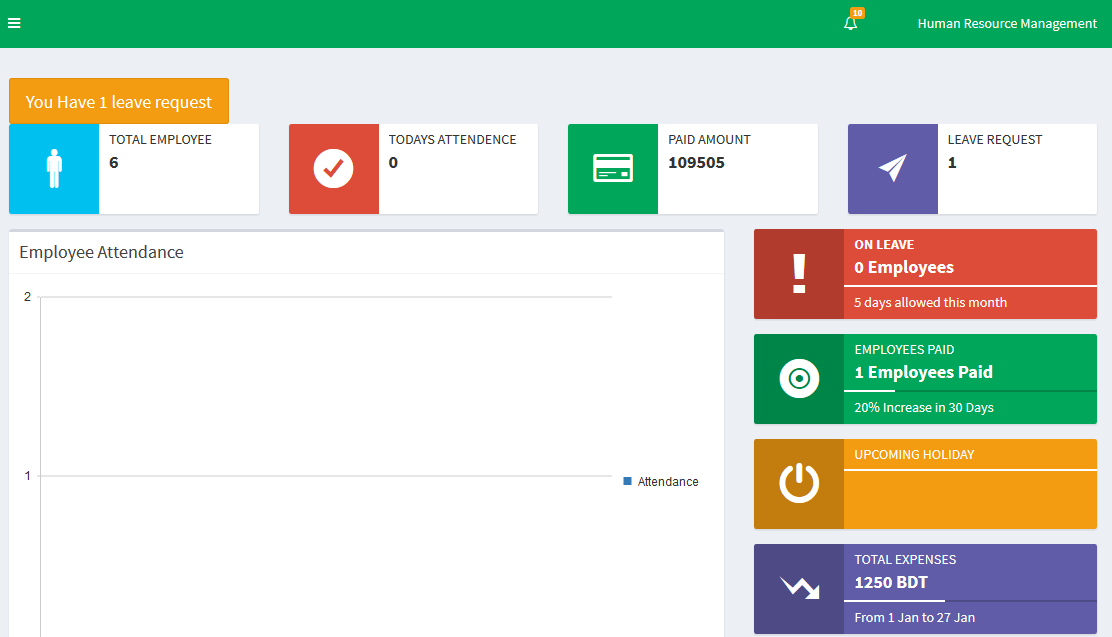 10
Human Resource Management
You Have 1 leave request
TOTAL EMPLOYEE
6
TODAYS ATTENDENCE
0
PAID AMOUNT
109505
LEAVE REQUEST
1
Employee Attendance
2
1
Attendance
ON LEAVE
0 Employees
5 days allowed this month
EMPLOYEES PAID
1 Employees Paid
20% Increase in 30 Days
UPCOMING HOLIDAY
TOTAL EXPENSES
1250 BDT
From 1 Jan to 27 Jan